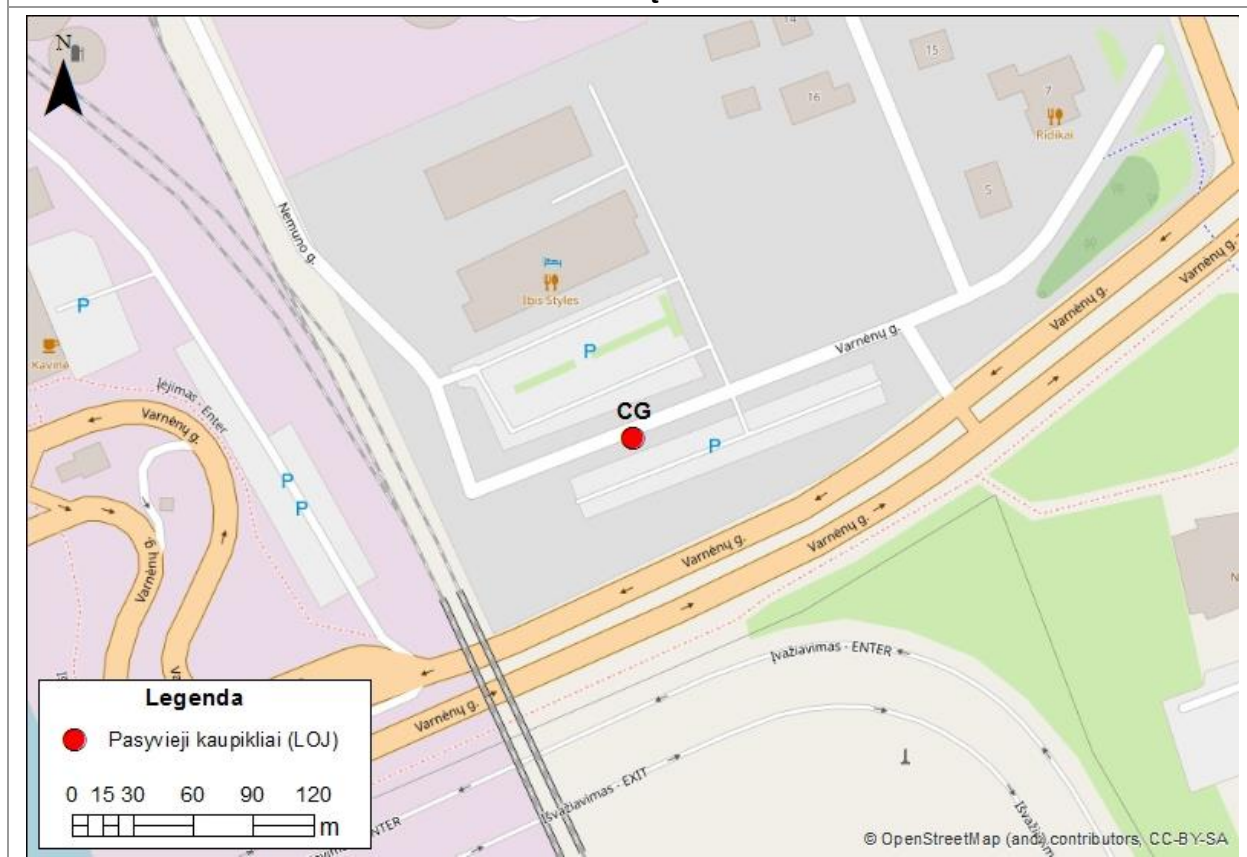 Ų
N
14
15
16
7
Ridikai
5
Nemuno g.
Ibis Styles
P
P
Kavinė
Varnėnų g.
Varnėnų g.
Varnėnų g.
Įėjimas - Enter
Varnėnų g.
CG
P
P
P
Varnėnų g.
Varnėnų g.
Varnėnų g.
Įvažiavimas - ENTER
Varnėnų g.
Išvažiavimas - EXIT
ENTER
Legenda
Pasyvieji kaupikliai (LOJ)
0 15 30 60 90 120
m
© OpenStreetMap (and) contributors, CC-BY-SA